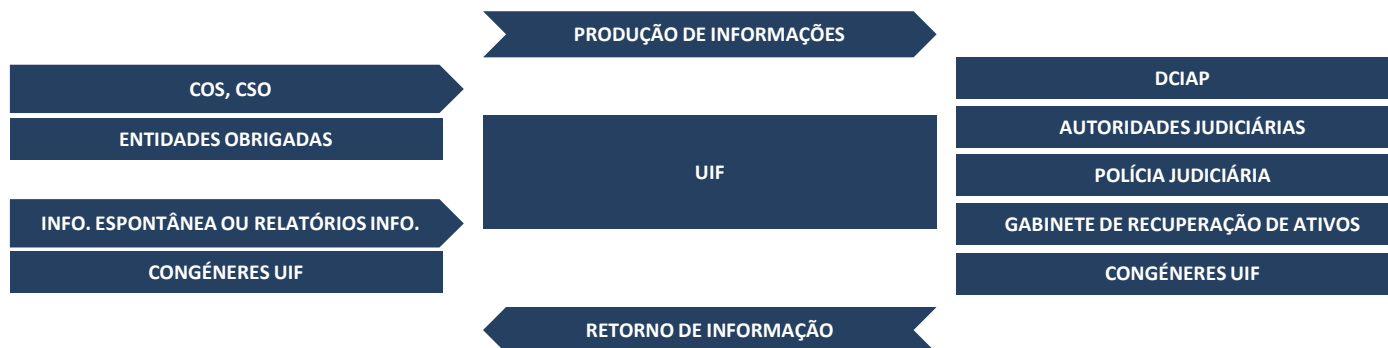 PRODUÇÃO DE INFORMAÇÕES
COS, CSO
ENTIDADES OBRIGADAS
INFO. ESPONTÂNEA OU RELATÓRIOS INFO.
CONGÉNERES UIF
UIF
DCIAP
AUTORIDADES JUDICIÁRIAS
POLÍCIA JUDICIÁRIA
GABINETE DE RECUPERAÇÃO DE ATIVOS
CONGÉNERES UIF
RETORNO DE INFORMAÇÃO